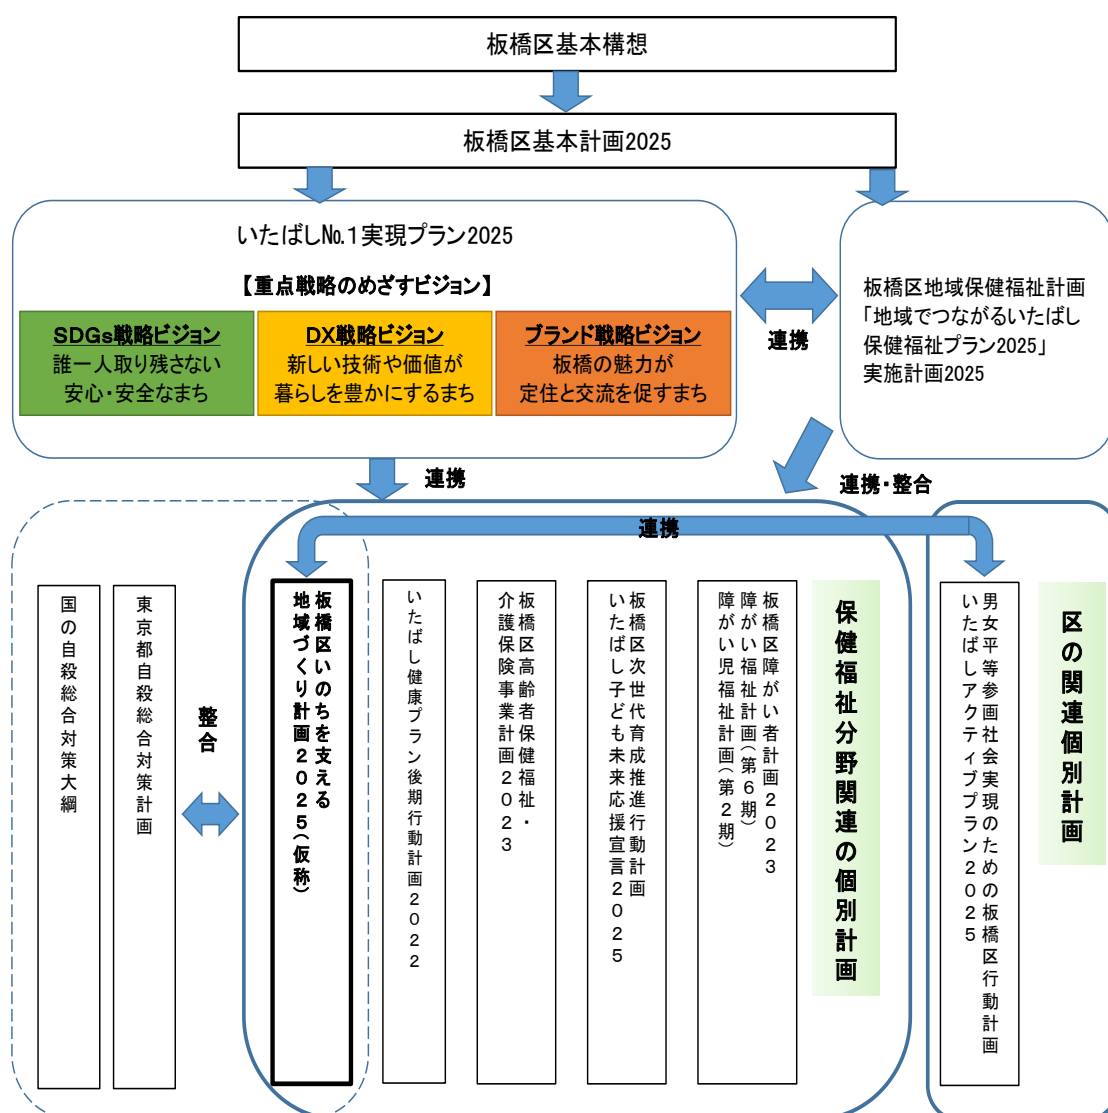 板橋区基本構想
板橋区基本計画2025
いたばし№1実現プラン2025
【重点戦略のめざすビジョン】
SDGs戦略ビジョン
誰一人取り残さない
安心・安全なまち
DX戦略ビジョン
新しい技術や価値が
暮らしを豊かにするまち
ブランド戦略ビジョン
板橋の魅力が
定住と交流を促すまち
連携
板橋区地域保健福祉計画
「地域でつながるいたばし
保健福祉プラン2025」
実施計画2025
連携
連携・整合
連携
国の自殺総合対策大綱
東京都自殺総合対策計画
整合
板橋区いのちを支える
地域づくり計画2025(仮称)
いたばし健康プラン後期行動計画2022
板橋区高齢者保健福祉・
介護保険事業計画2023
板橋区次世代育成推進行動計画
いたばし子ども未来応援宣言2025
板橋区障がい者計画2023
障がい福祉計画(第6期)
障がい児福祉計画(第2期)
保健福祉分野関連の個別計画
男女平等参画社会実現のための板橋区行動計画
いたばしアクティブプラン2025
区の関連個別計画